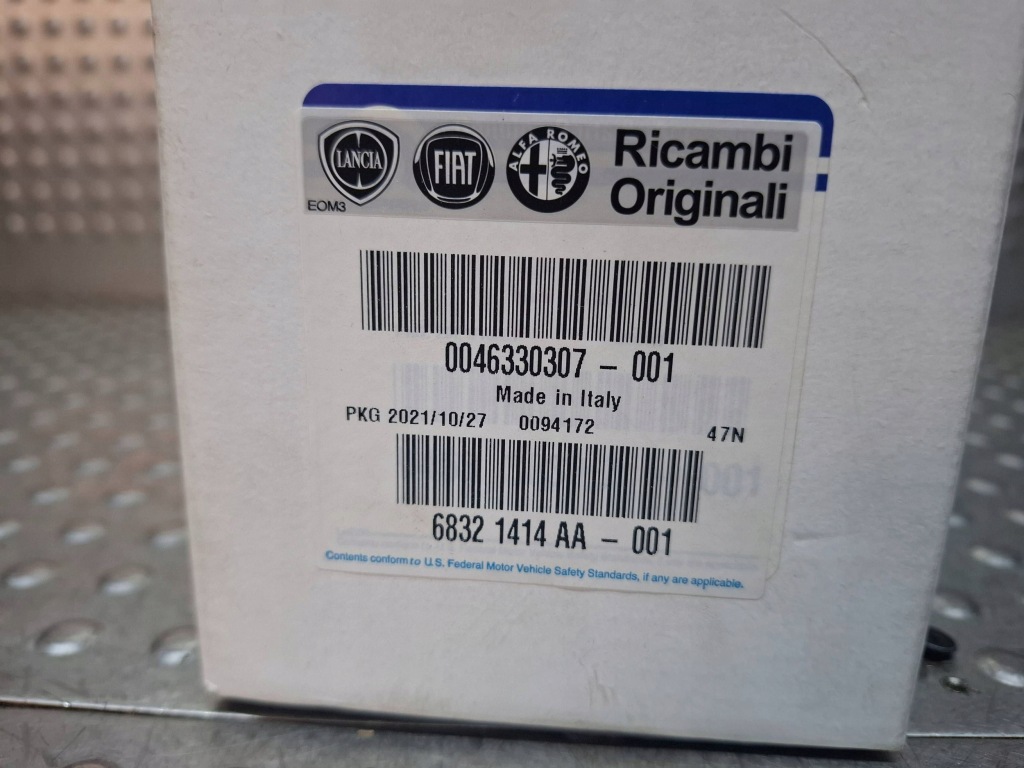 LANCIA
FIAT
ALFA ROMEO
Ricambi
Originali
EOM3
0046330307 - 001
Made in Italy
PKG 2021/10/27 0094172 47N
6832 1414 AA - 001
Contents conform to U.S. Federal Motor Vehicle Safety Standards, if any are applicable.